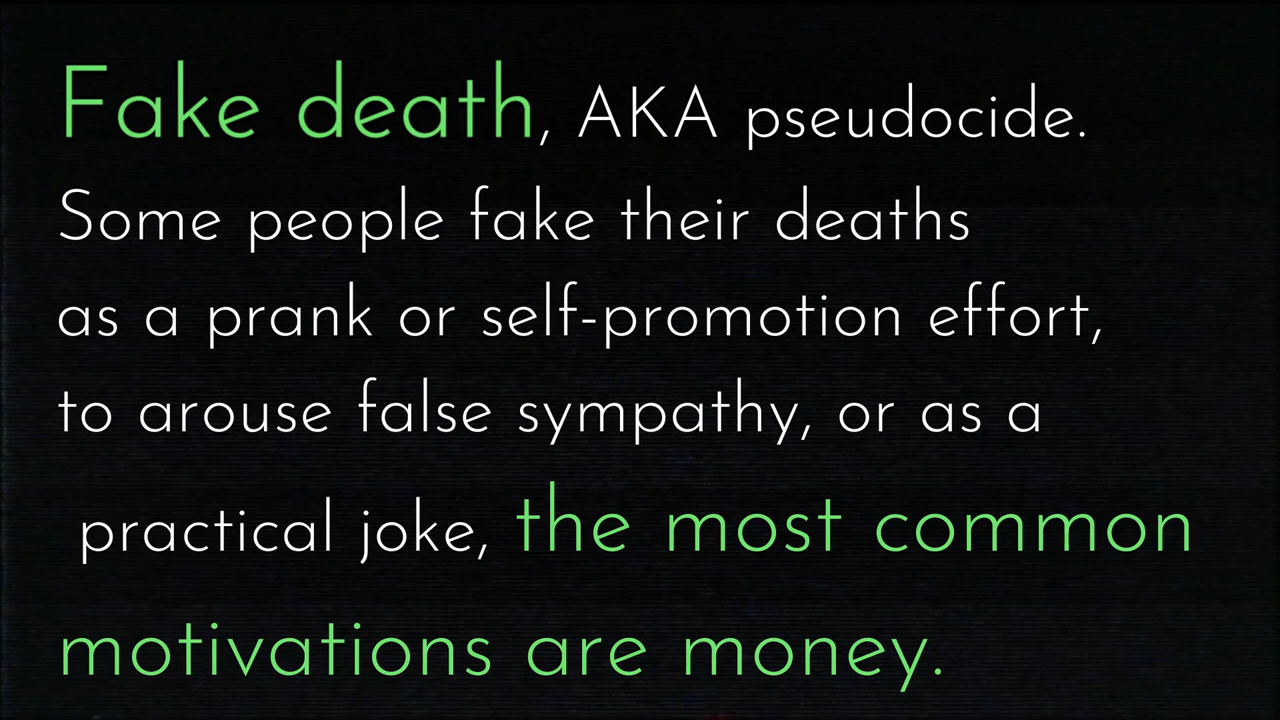 Fake death, AKA pseudocide.
Some people fake their deaths
as a prank or self-promotion effort,
to arouse false sympathy, or as a
practical joke, the most common
motivations are money.